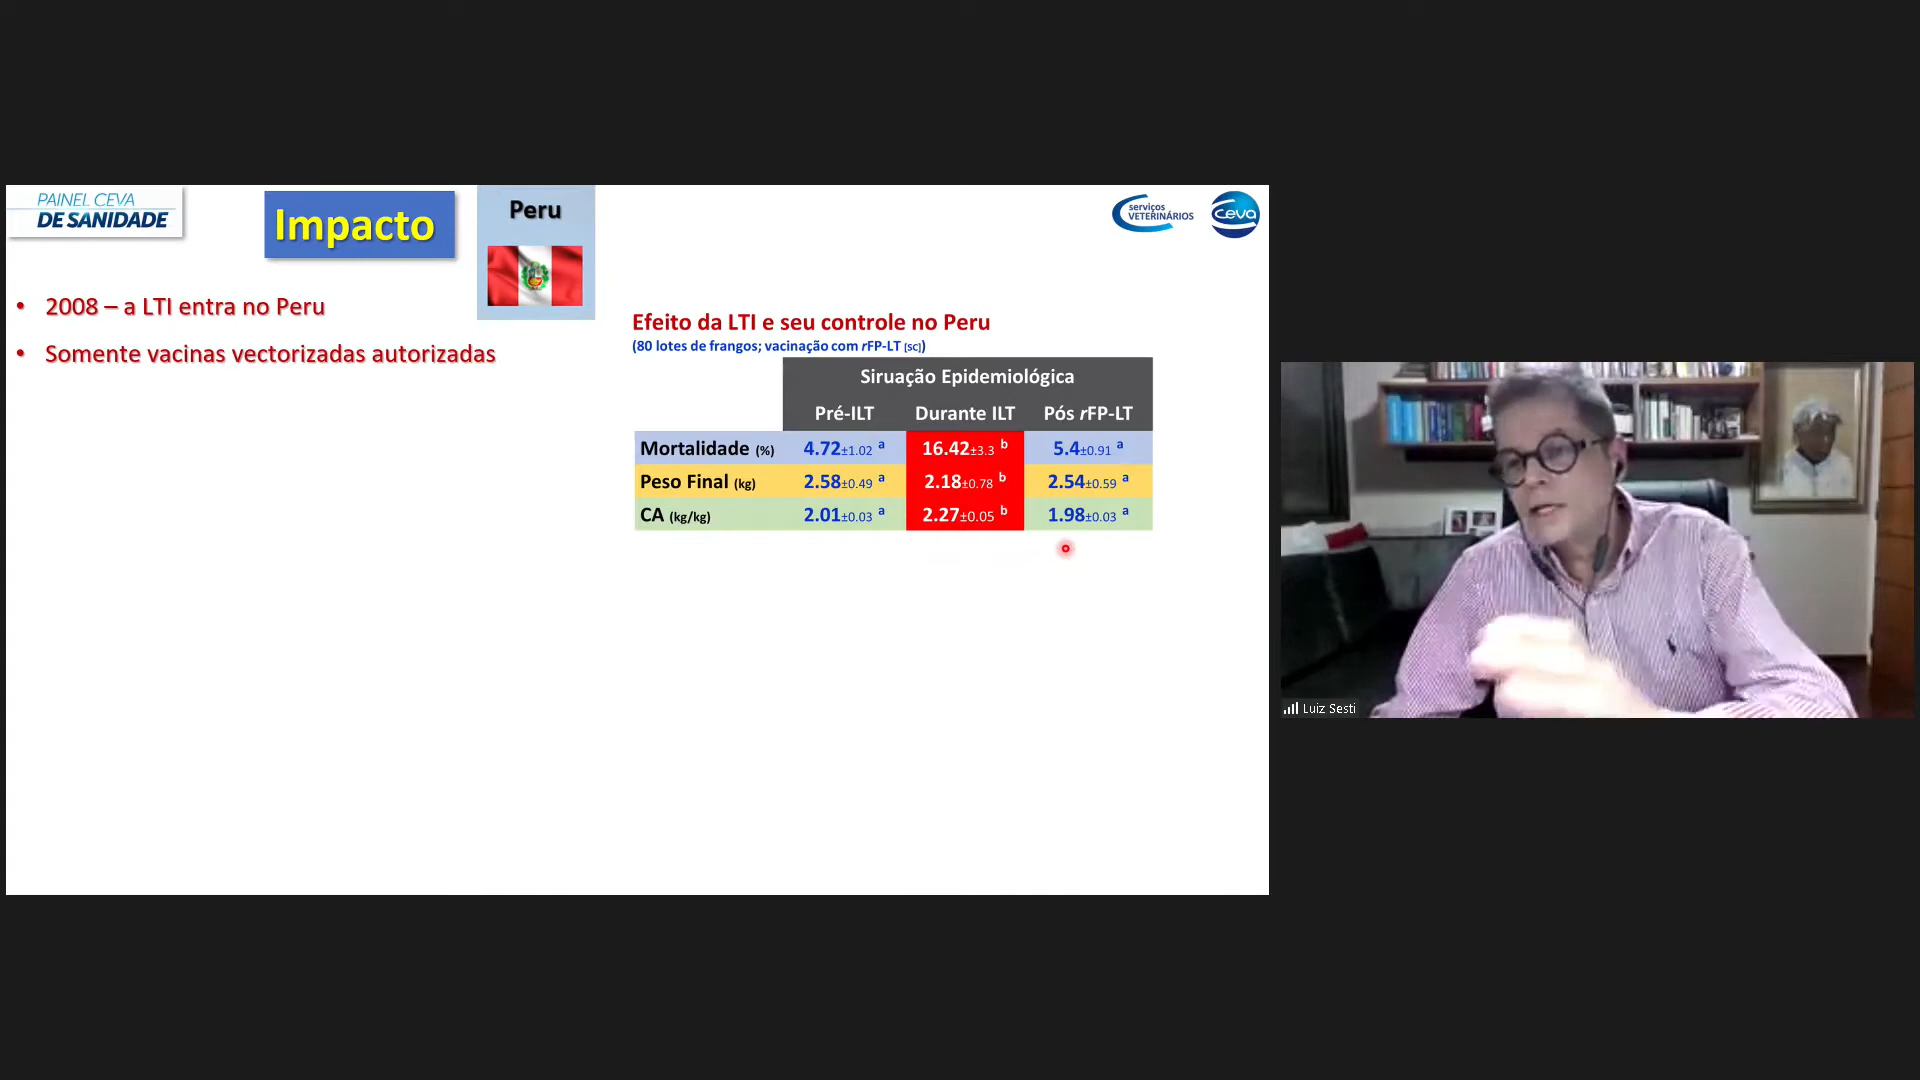 PAINEL CEVA
DE SANIDADE
Impacto
Peru
serviços
VETERINÁRIOS
ceva
• 2008 – a LTI entra no Peru
• Somente vacinas vectorizadas autorizadas
Efeito da LTI e seu controle no Peru
(80 lotes de frangos; vacinação com rFP-LT [SC])
Siruação Epidemiológica
Pré-ILT Durante ILT Pós rFP-LT
Mortalidade (%) 4.72±1.02 a 16.42±3.3 b 5.4±0.91 a
Peso Final (kg) 2.58±0.49 a 2.18±0.78 b 2.54±0.59 a
CA (kg/kg) 2.01±0.03 a 2.27±0.05 b 1.98±0.03 a
Luiz Sesti